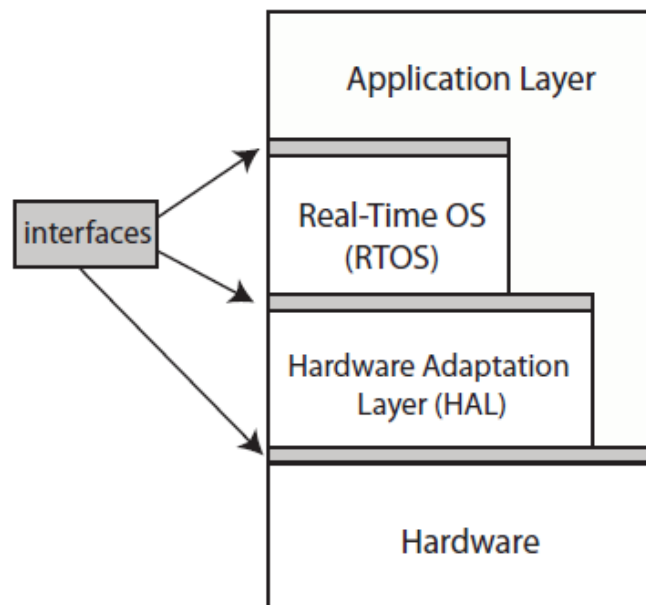 Application Layer
interfaces
Real-Time OS
(RTOS)
Hardware Adaptation
Layer (HAL)
Hardware